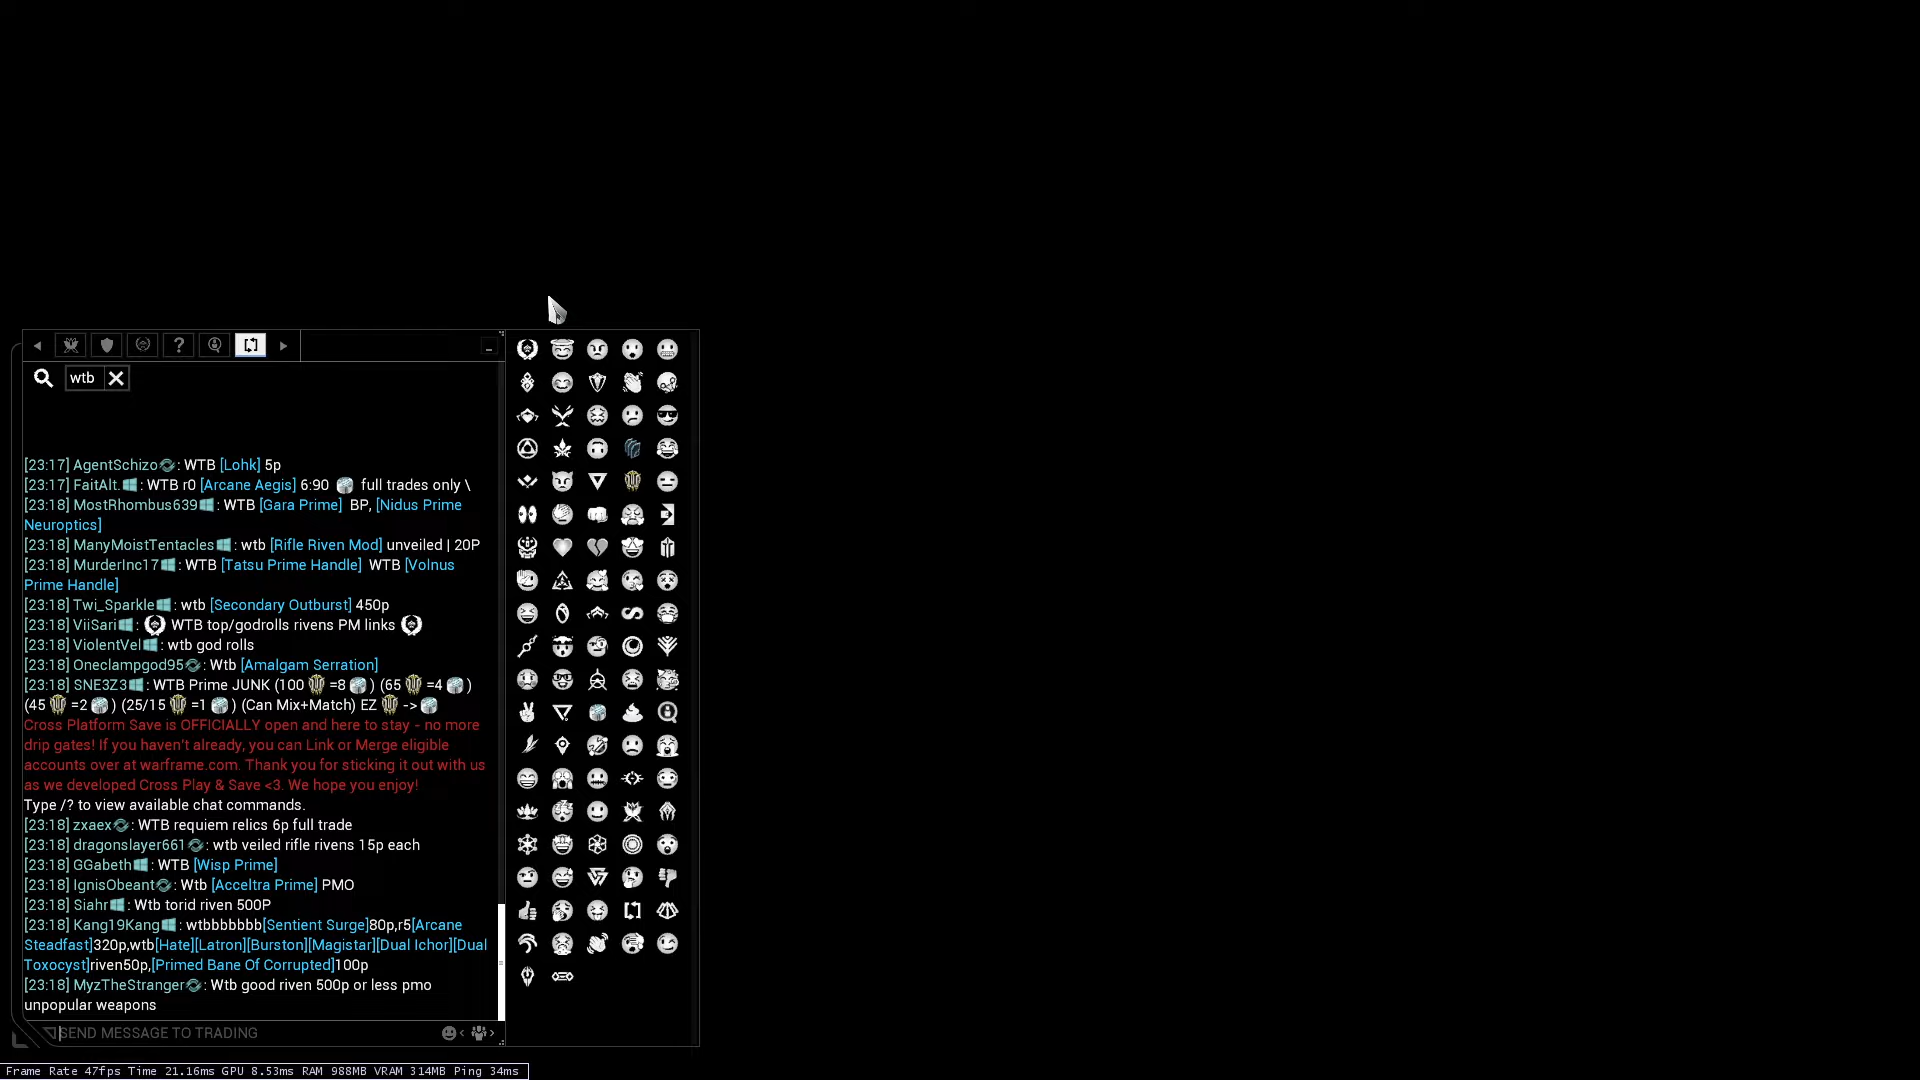 wtb
[23:17] AgentSchizo: WTB [Lohk] 5p
[23:17] FaitAlt.: WTB r0 [Arcane Aegis] 6:90 full trades only \
[23:18] MostRhombus639: WTB [Gara Prime] BP, [Nidus Prime
Neuroptics]
[23:18] ManyMoistTentacles: wtb [Rifle Riven Mod] unveiled | 20P
[23:18] MurderInc17: WTB [Tatsu Prime Handle] WTB [Volnus
Prime Handle]
[23:18] Twi_Sparkle: wtb [Secondary Outburst] 450p
[23:18] ViiSari: WTB top/godrolls rivens PM links
[23:18] ViolentVel: wtb god rolls
[23:18] Oneclampgod95: Wtb [Amalgam Serration]
[23:18] SNE3Z3: WTB Prime JUNK (100 =8 ) (65 =4 )
(45 =2 ) (25/15 =1 ) (Can Mix+Match) EZ ->
Cross Platform Save is OFFICIALLY open and here to stay - no more
drip gates! If you haven't already, you can Link or Merge eligible
accounts over at warframe.com. Thank you for sticking it out with us
as we developed Cross Play & Save <3. We hope you enjoy!
Type /? to view available chat commands.
[23:18] zxaex: WTB requiem relics 6p full trade
[23:18] dragonslayer661: wtb veiled rifle rivens 15p each
[23:18] GGabeth: WTB [Wisp Prime]
[23:18] IgnisObeant: Wtb [Acceltra Prime] PMO
[23:18] Siahr: Wtb torid riven 500P
[23:18] Kang19Kang: wtbbbbbbb[Sentient Surge]80p,r5[Arcane
Steadfast]320p,wtb[Hate][Latron][Burston][Magistar][Dual Ichor][Dual
Toxocyst]riven50p,[Primed Bane Of Corrupted]100p
[23:18] MyzTheStranger: Wtb good riven 500p or less pmo
unpopular weapons
SEND MESSAGE TO TRADING
Frame Rate 47fps Time 21.16ms GPU 8.53ms RAM 988MB VRAM 314MB Ping 34ms